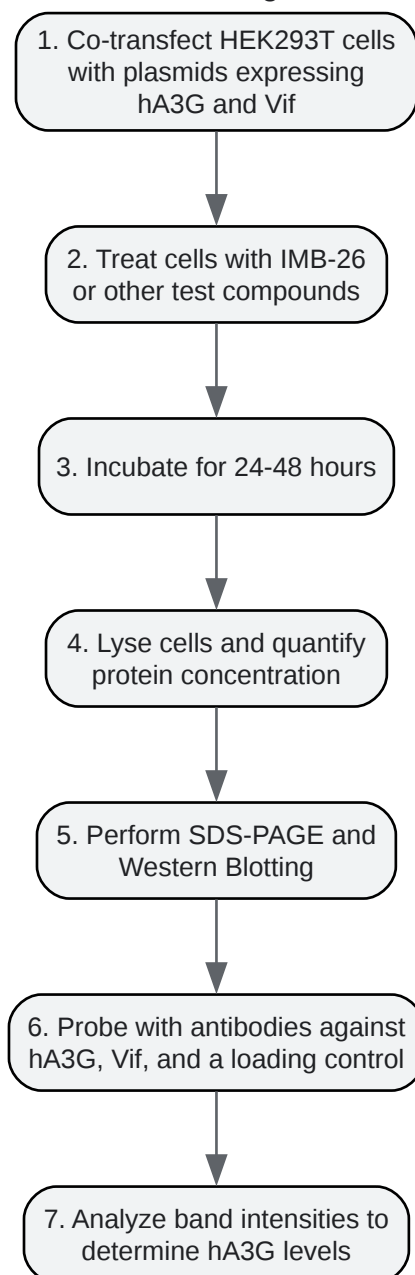 1. Co-transfect HEK293T cells
with plasmids expressing
hA3G and Vif
2. Treat cells with IMB-26
or other test compounds
3. Incubate for 24-48 hours
4. Lyse cells and quantify
protein concentration
5. Perform SDS-PAGE and
Western Blotting
6. Probe with antibodies against
hA3G, Vif, and a loading control
7. Analyze band intensities to
determine hA3G levels